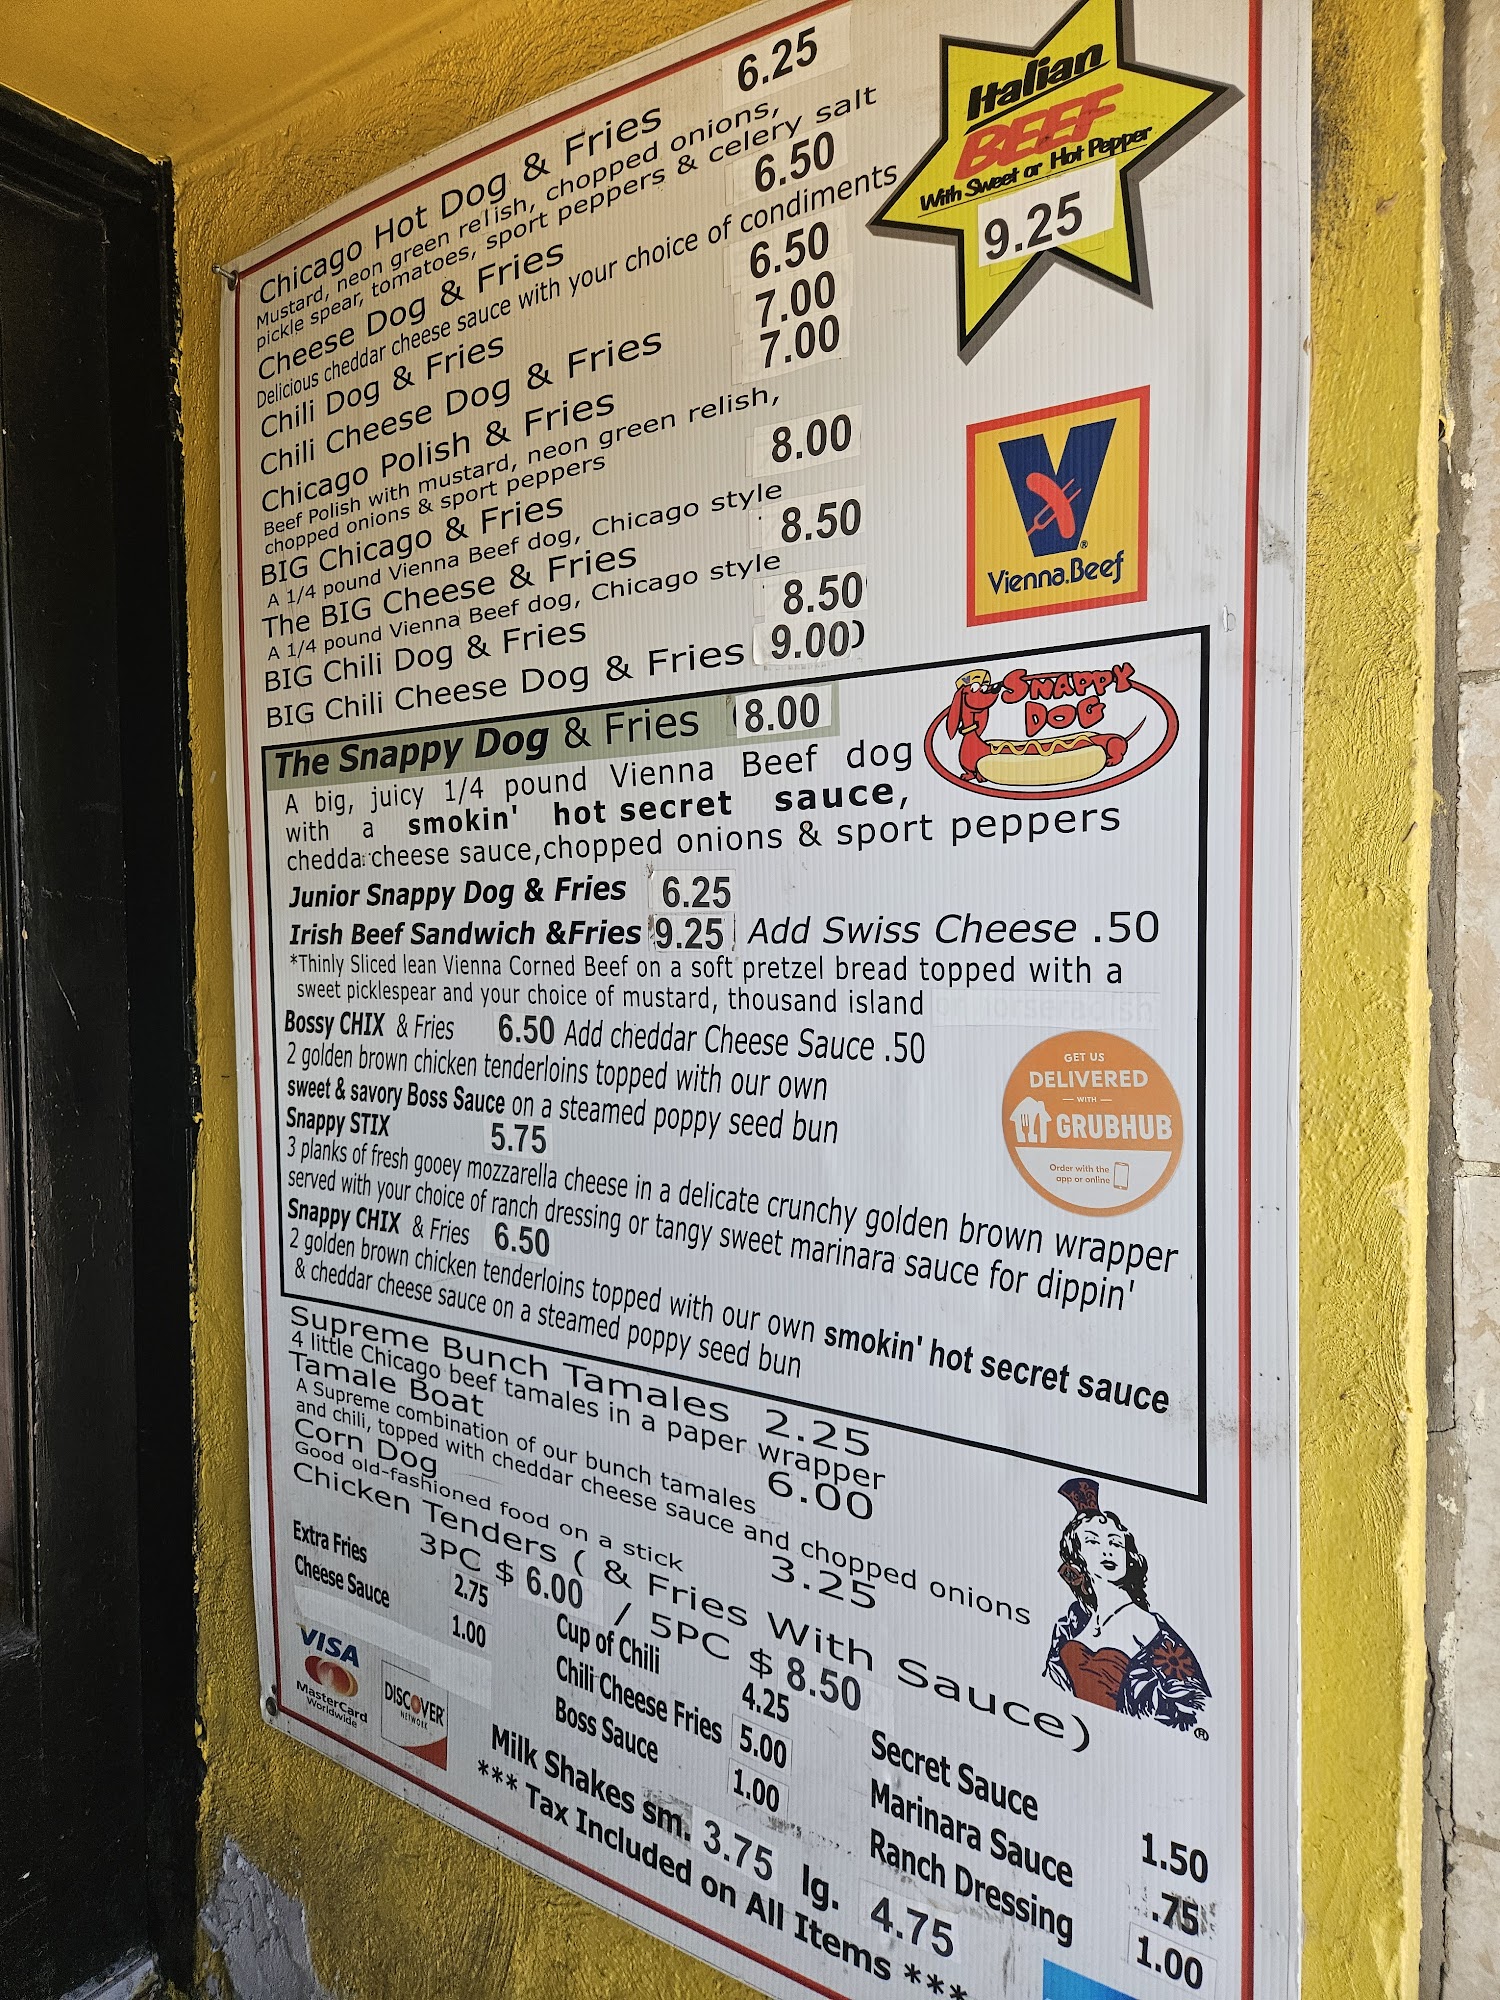 Chicago Hot Dog & Fries 6.25
Mustard, neon green relish, chopped onions,
pickle spear, tomatoes, sport peppers & celery salt
Cheese Dog & Fries 6.50
Delicious cheddar cheese sauce with your choice of condiments
Chili Dog & Fries 6.50
Chili Cheese Dog & Fries 7.00
Chicago Polish & Fries 7.00
Beef Polish with mustard, neon green relish,
chopped onions & sport peppers
BIG Chicago & Fries 8.00
A 1/4 pound Vienna Beef dog, Chicago style
The BIG Cheese & Fries 8.50
A 1/4 pound Vienna Beef dog, Chicago style
BIG Chili Dog & Fries 8.50
BIG Chili Cheese Dog & Fries 9.00
Italian
BEEF
With Sweet or Hot Pepper
9.25
V
®
Vienna.Beef
The Snappy Dog & Fries 8.00
SNAPPY
DOG
A big, juicy 1/4 pound Vienna Beef dog
with a smokin' hot secret sauce,
chedda cheese sauce,chopped onions & sport peppers
Junior Snappy Dog & Fries 6.25
Irish Beef Sandwich &Fries 9.25 Add Swiss Cheese .50
*Thinly Sliced lean Vienna Corned Beef on a soft pretzel bread topped with a
sweet picklespear and your choice of mustard, thousand island
Bossy CHIX & Fries 6.50 Add cheddar Cheese Sauce .50
2 golden brown chicken tenderloins topped with our own
sweet & savory Boss Sauce on a steamed poppy seed bun
Snappy STIX 5.75
3 planks of fresh gooey mozzarella cheese in a delicate crunchy golden brown wrapper
served with your choice of ranch dressing or tangy sweet marinara sauce for dippin'
Snappy CHIX & Fries 6.50
2 golden brown chicken tenderloins topped with our own smokin' hot secret sauce
& cheddar cheese sauce on a steamed poppy seed bun
GET US
DELIVERED
— WITH —
GRUBHUB
Order with the
app or online
Supreme Bunch Tamales 2.25
4 little Chicago beef tamales in a paper wrapper
Tamale Boat 6.00
A Supreme combination of our bunch tamales
and chili, topped with cheddar cheese sauce and chopped onions
Corn Dog 3.25
Good old-fashioned food on a stick
Chicken Tenders ( & Fries With Sauce)
3PC $ 6.00 / 5PC $ 8.50
Extra Fries 2.75
Cheese Sauce 1.00
Cup of Chili 4.25
Chili Cheese Fries 5.00
Boss Sauce 1.00
Secret Sauce 1.50
Marinara Sauce .75
Ranch Dressing 1.00
®
VISA
MasterCard
Worldwide
DISCOVER
NETWORK
Milk Shakes sm. 3.75 lg. 4.75
*** Tax Included on All Items ***